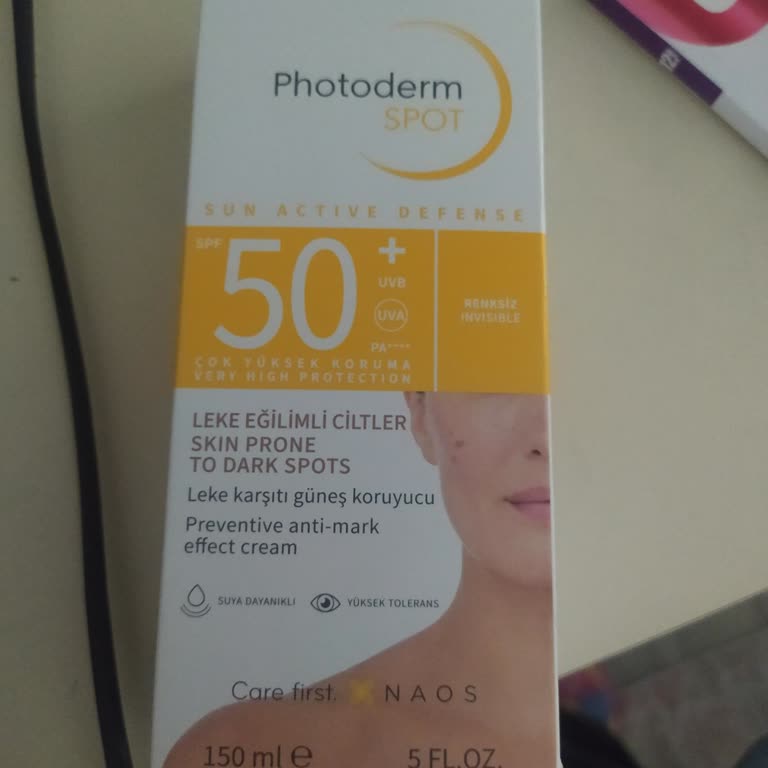 Photoderm
SPOT
SUN ACTIVE DEFENSE
SPF
50+
UVB
UVA
PA****
RENKSİZ
INVISIBLE
ÇOK YÜKSEK KORUMA
VERY HIGH PROTECTION
LEKE EĞİLİMLİ CİLTLER
SKIN PRONE
TO DARK SPOTS
Leke karşıtı güneş koruyucu
Preventive anti-mark
effect cream
SUYA DAYANIKLI
YÜKSEK TOLERANS
Care first.
NAOS
150 ml e
5 FL.OZ.